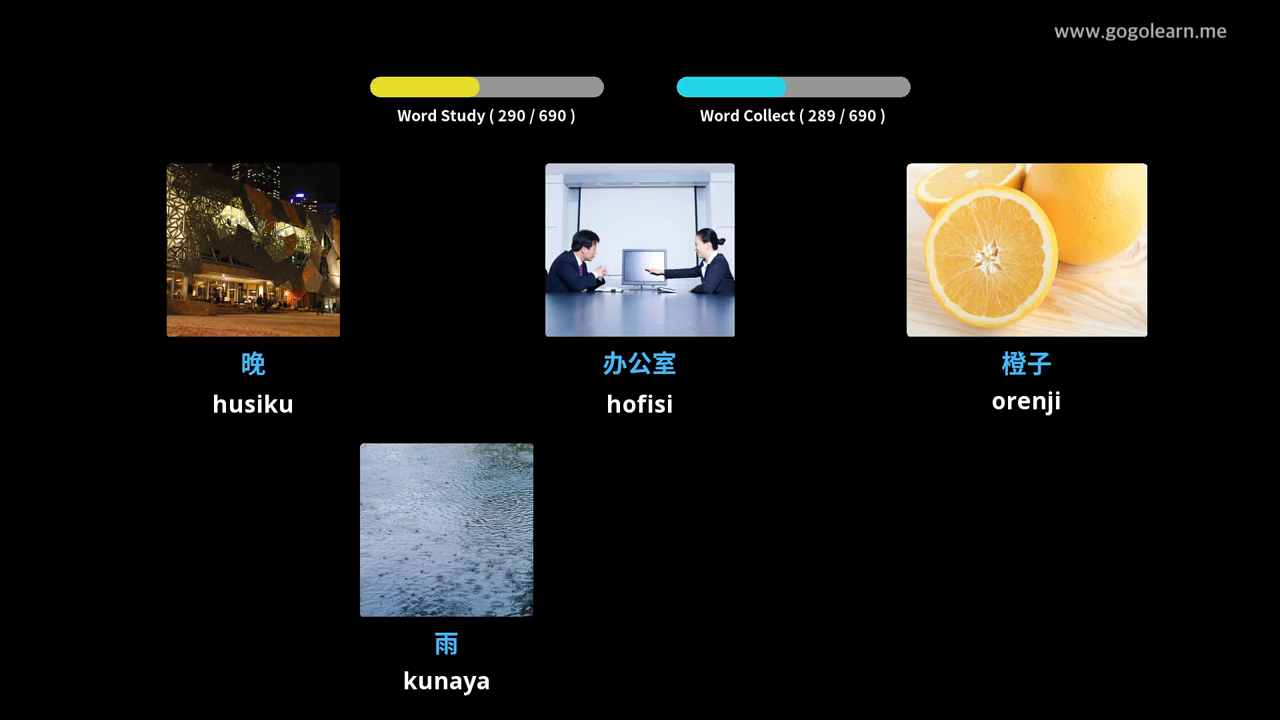 www.gogolearn.me
Word Study ( 290 / 690 )
Word Collect ( 289 / 690 )
晚
husiku
办公室
hofisi
橙子
orenji
雨
kunaya